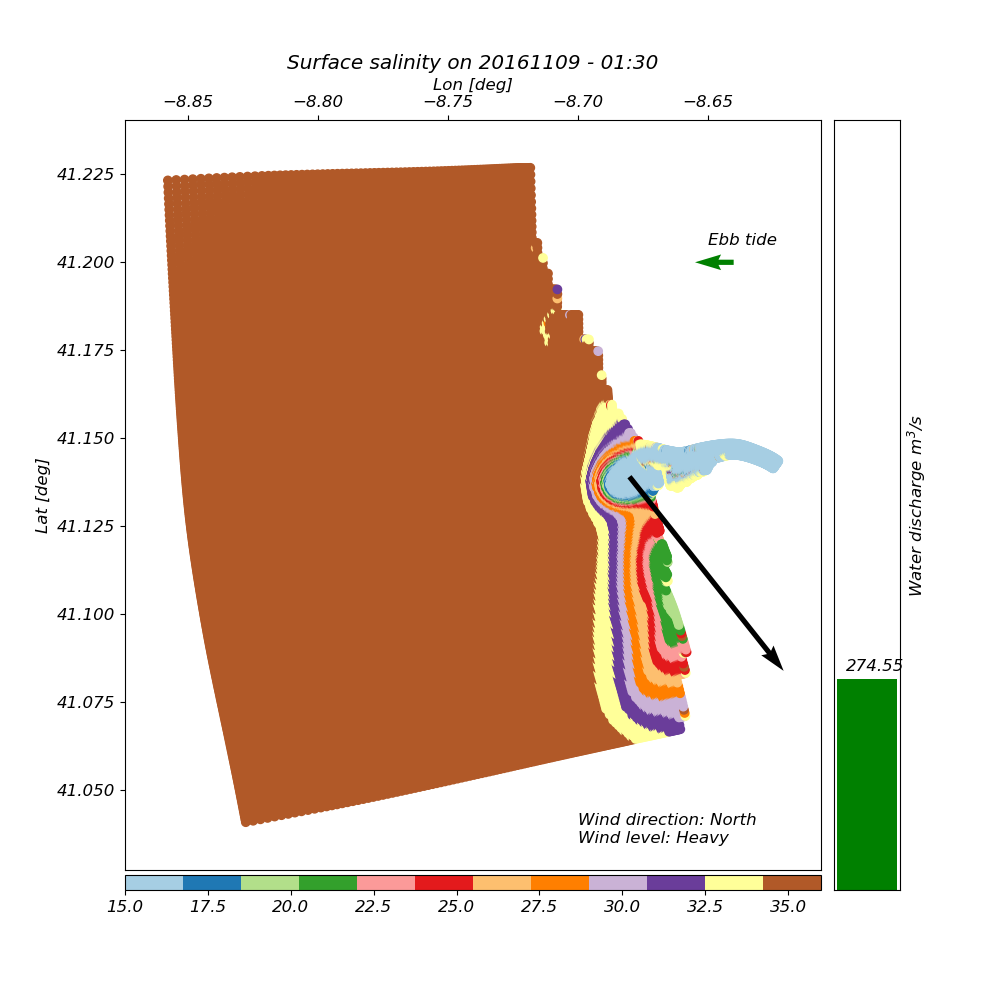 Surface salinity on 20161109 - 01:30
Lon [deg]
−8.85 −8.80 −8.75 −8.70 −8.65
41.225
41.200
41.175
41.150
41.125
41.100
41.075
41.050
Lat [deg]
Ebb tide
Wind direction: North
Wind level: Heavy
15.0 17.5 20.0 22.5 25.0 27.5 30.0 32.5 35.0
274.55
Water discharge m³/s